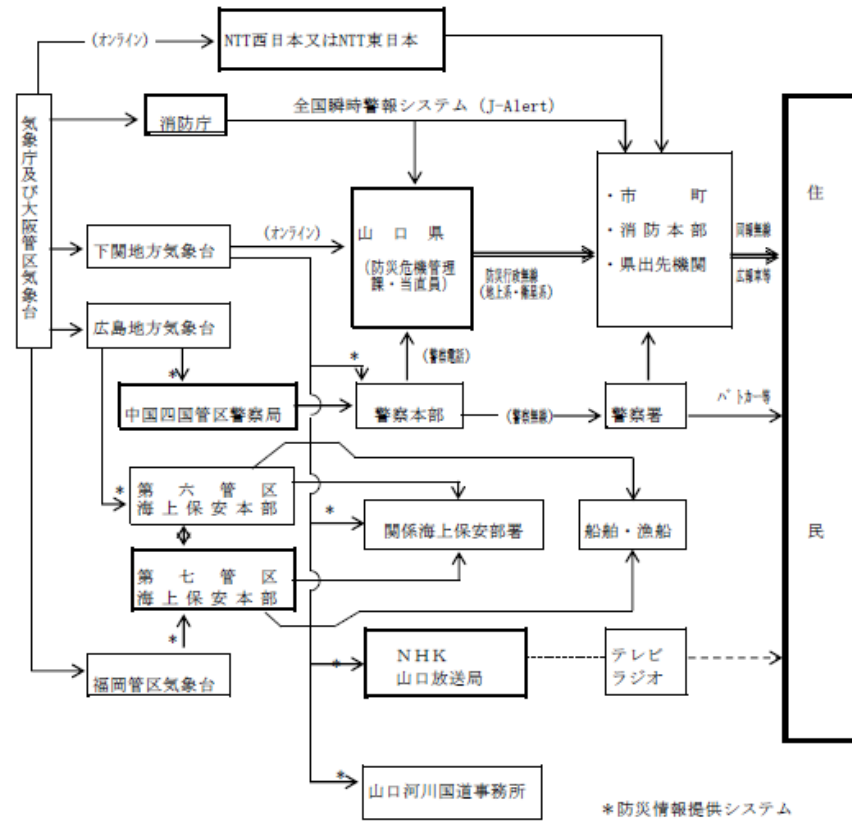 (オンライン)
NTT西日本又はNTT東日本
気象庁及び大阪管区気象台
消防庁
全国瞬時警報システム (J-Alert)
下関地方気象台
(オンライン)
山口県
(防災危機管理
課・当直員)
防災行政無線
(地上系・衛星系)
・市　　町
・消防本部
・県出先機関
同報無線
広報車等
住
民
広島地方気象台
*
*
(警察電話)
中国四国管区警察局
警察本部
(警察無線)
警察署
パトカー等
*
第六管区
海上保安本部
*
関係海上保安部署
船舶・漁船
第七管区
海上保安本部
*
福岡管区気象台
*
NHK
山口放送局
テレビ
ラジオ
*
山口河川国道事務所
*防災情報提供システム